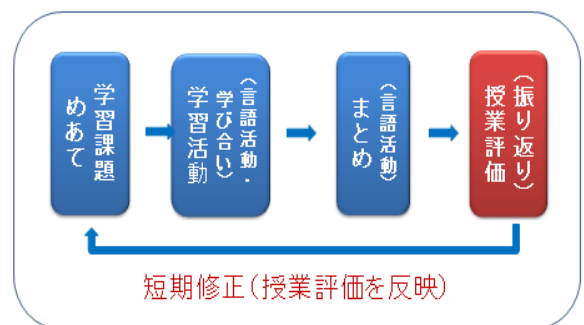 学習課題
めあて
(言語活動・
学び合い)
学習活動
(言語活動)
まとめ
(振り返り)
授業評価
短期修正(授業評価を反映)